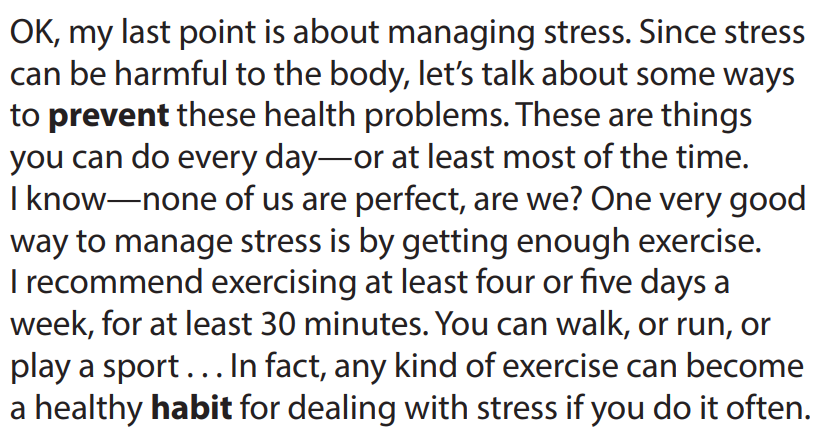 OK, my last point is about managing stress. Since stress
can be harmful to the body, let’s talk about some ways
to prevent these health problems. These are things
you can do every day—or at least most of the time.
I know—none of us are perfect, are we? One very good
way to manage stress is by getting enough exercise.
I recommend exercising at least four or five days a
week, for at least 30 minutes. You can walk, or run, or
play a sport . . . In fact, any kind of exercise can become
a healthy habit for dealing with stress if you do it often.